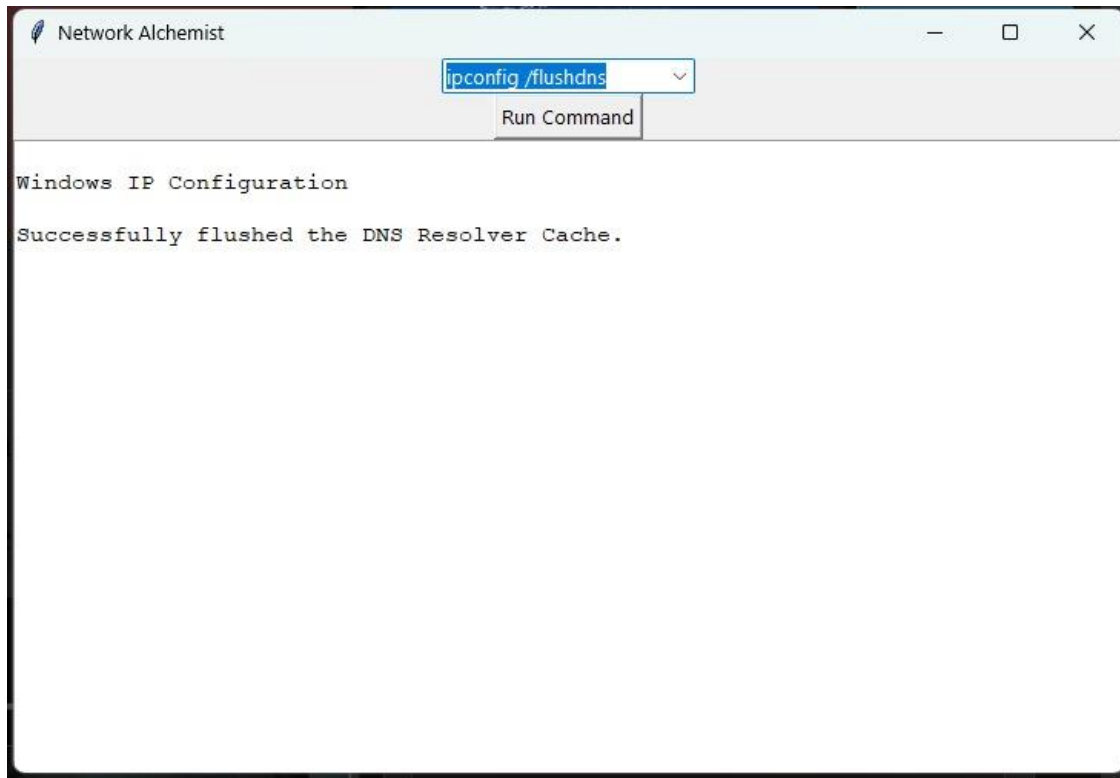 Network Alchemist
ipconfig /flushdns
Run Command
Windows IP Configuration
Successfully flushed the DNS Resolver Cache.